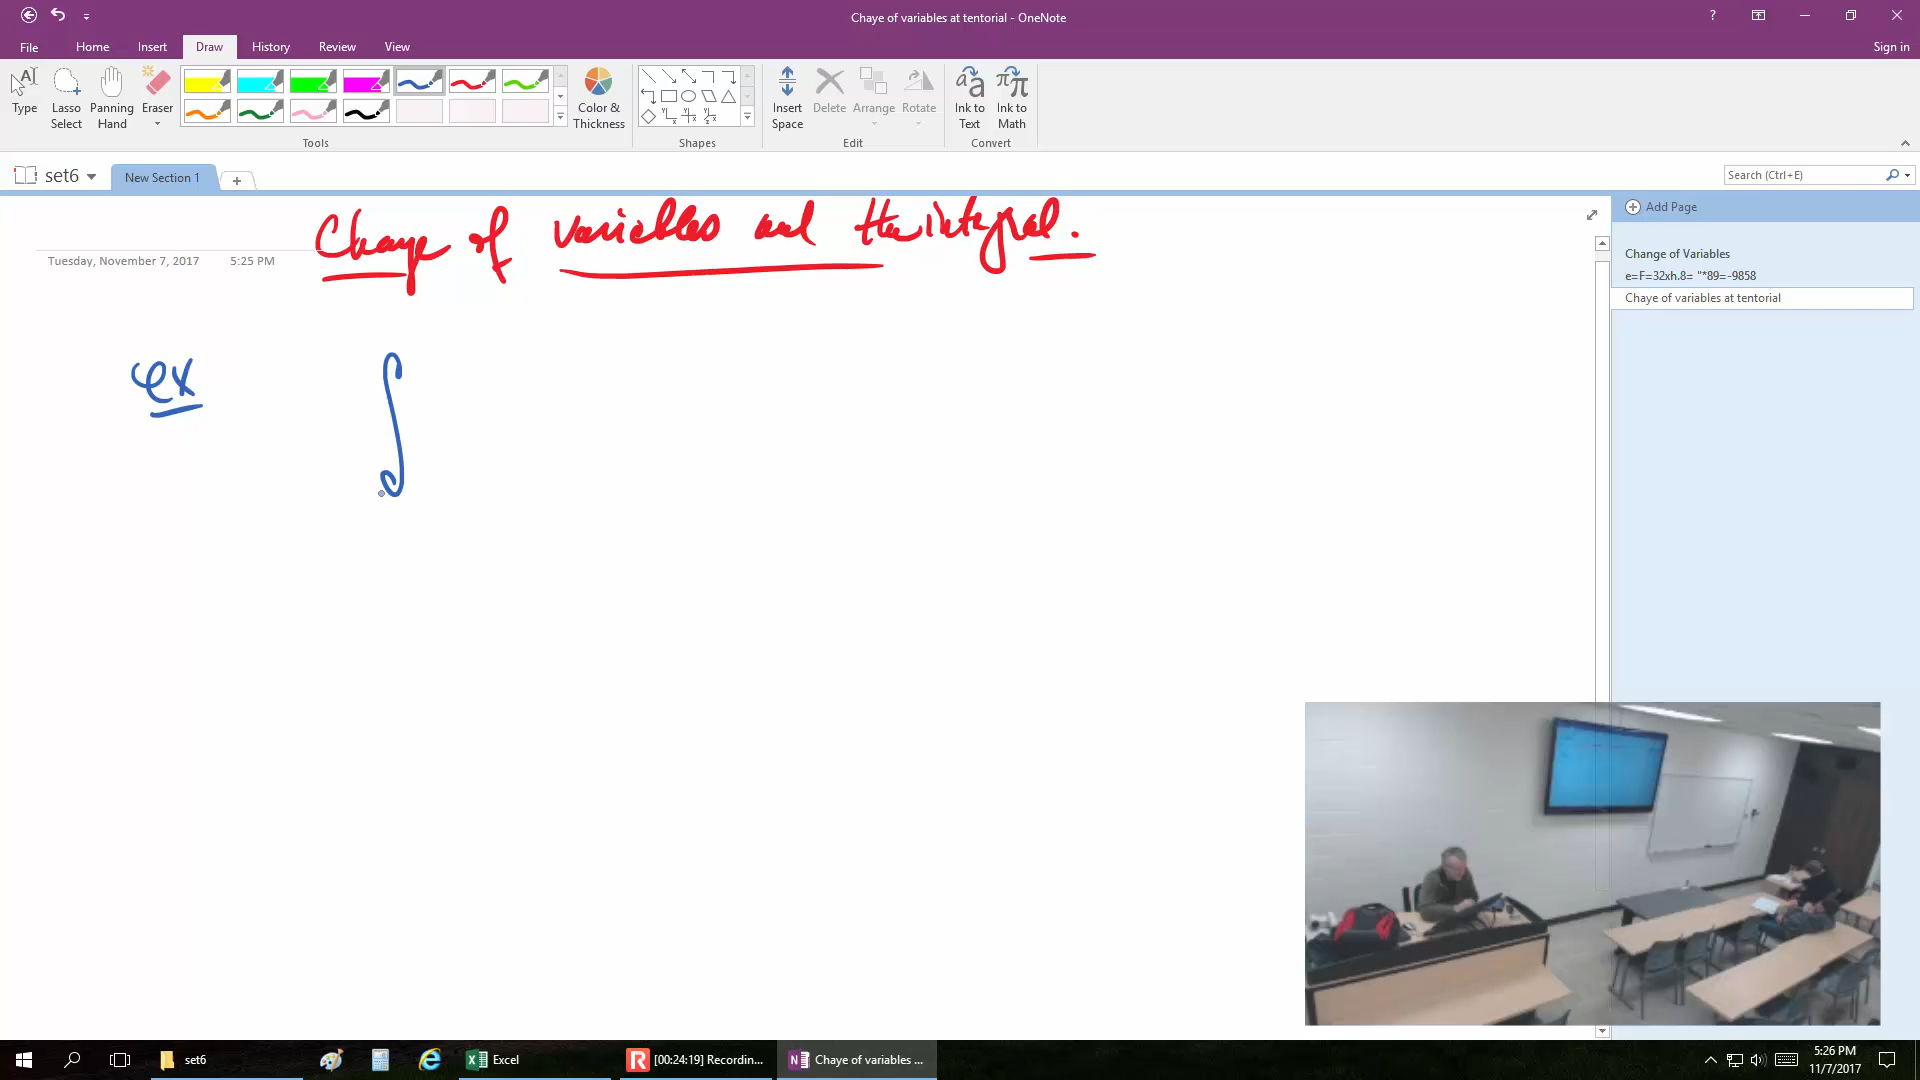 Chaye of variables at tentorial - OneNote
File Home Insert Draw History Review View Sign in
Type
Lasso Select
Panning Hand
Eraser
Color & Thickness
Insert Space
Delete
Arrange
Rotate
Ink to Text
Ink to Math
Tools Shapes Edit Convert
set6 New Section 1 Search (Ctrl+E)
Change of variables and the integral.
Tuesday, November 7, 2017 5:25 PM
ex ∫
Add Page
Change of Variables
e=F=32xh.8= "*89=-9858
Chaye of variables at tentorial
set6 Excel [00:24:19] Recordin... Chaye of variables ... 5:26 PM
11/7/2017